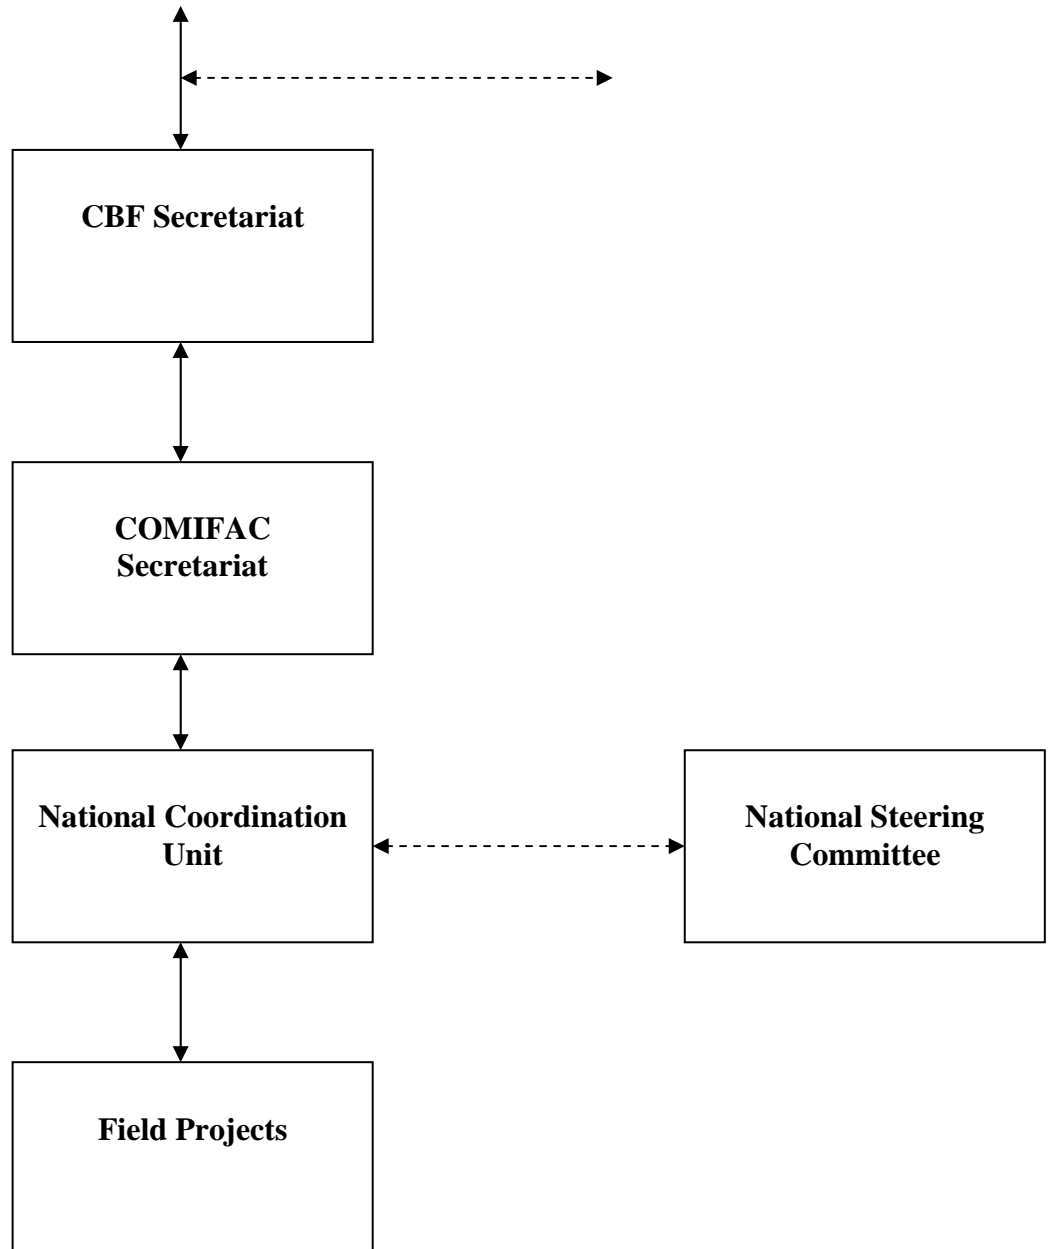 CBF Secretariat
COMIFAC
Secretariat
National Coordination
Unit
National Steering
Committee
Field Projects